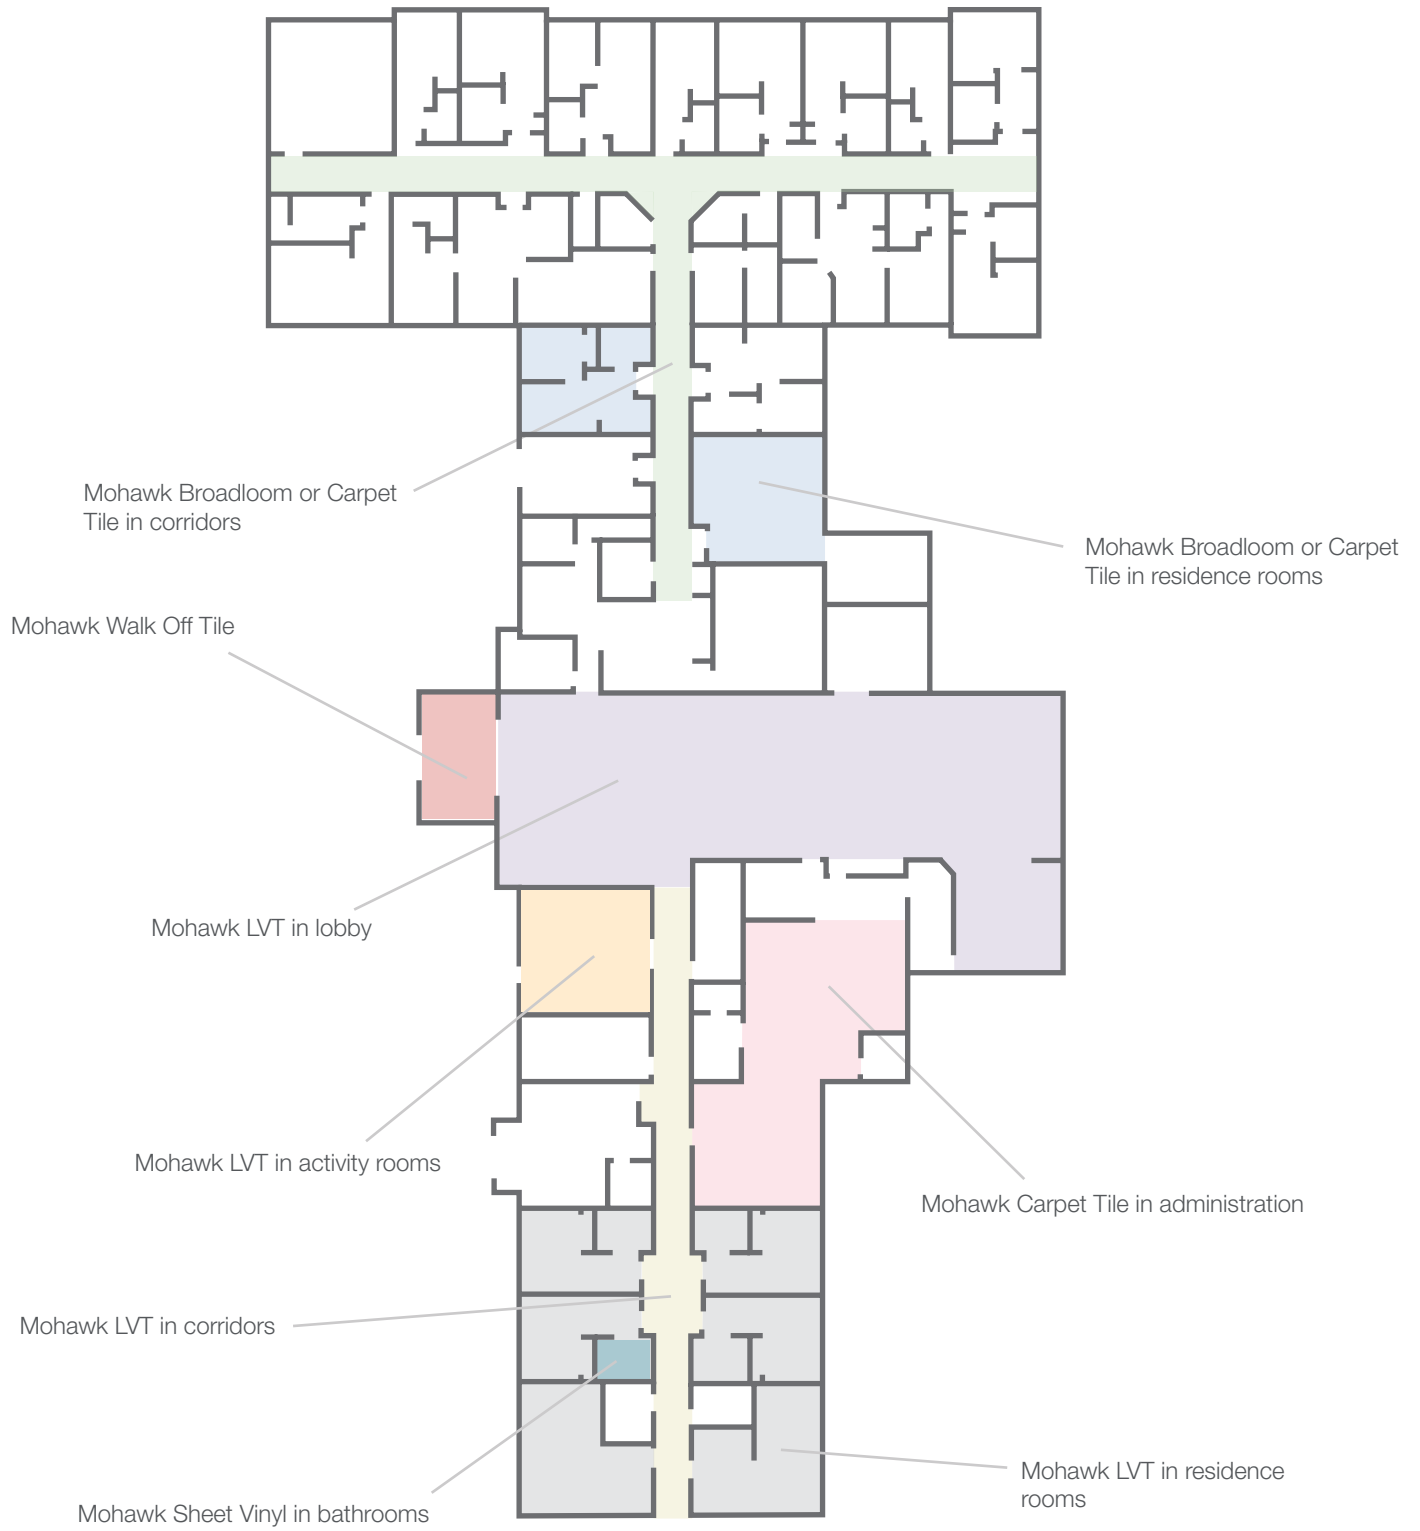 Mohawk Broadloom or Carpet
Tile in corridors
Mohawk Broadloom or Carpet
Tile in residence rooms
Mohawk Walk Off Tile
Mohawk LVT in lobby
Mohawk LVT in activity rooms
Mohawk Carpet Tile in administration
Mohawk LVT in corridors
Mohawk LVT in residence
rooms
Mohawk Sheet Vinyl in bathrooms